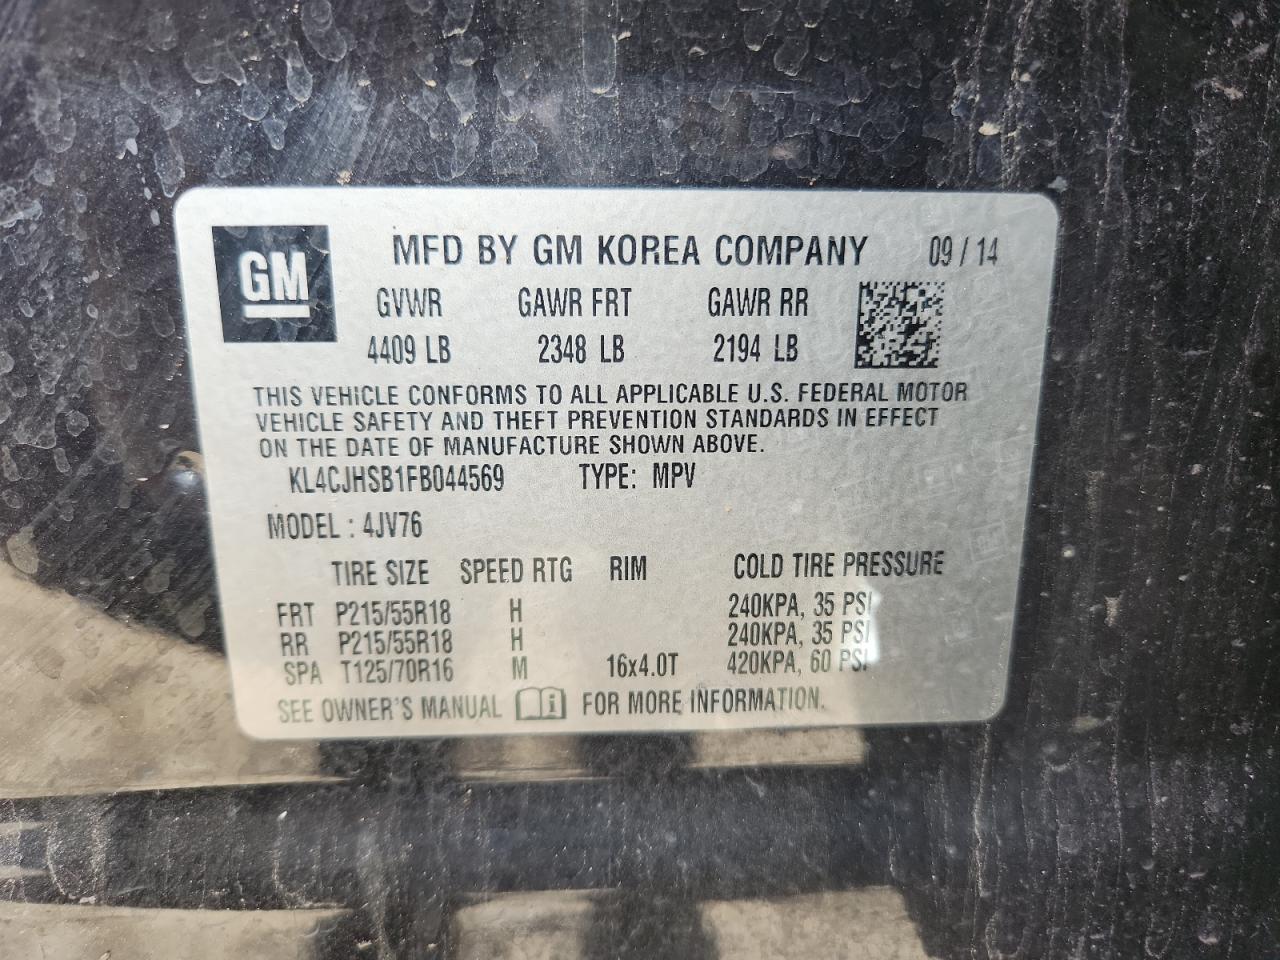 GM
MFD BY GM KOREA COMPANY 09 / 14
GVWR GAWR FRT GAWR RR
4409 LB 2348 LB 2194 LB
THIS VEHICLE CONFORMS TO ALL APPLICABLE U.S. FEDERAL MOTOR
VEHICLE SAFETY AND THEFT PREVENTION STANDARDS IN EFFECT
ON THE DATE OF MANUFACTURE SHOWN ABOVE.
KL4CJHSB1FB044569 TYPE: MPV
MODEL : 4JV76
TIRE SIZE SPEED RTG RIM COLD TIRE PRESSURE
FRT P215/55R18 H 240KPA, 35 PSI
RR P215/55R18 H 240KPA, 35 PSI
SPA T125/70R16 M 16x4.0T 420KPA, 60 PSI
SEE OWNER'S MANUAL i FOR MORE INFORMATION.